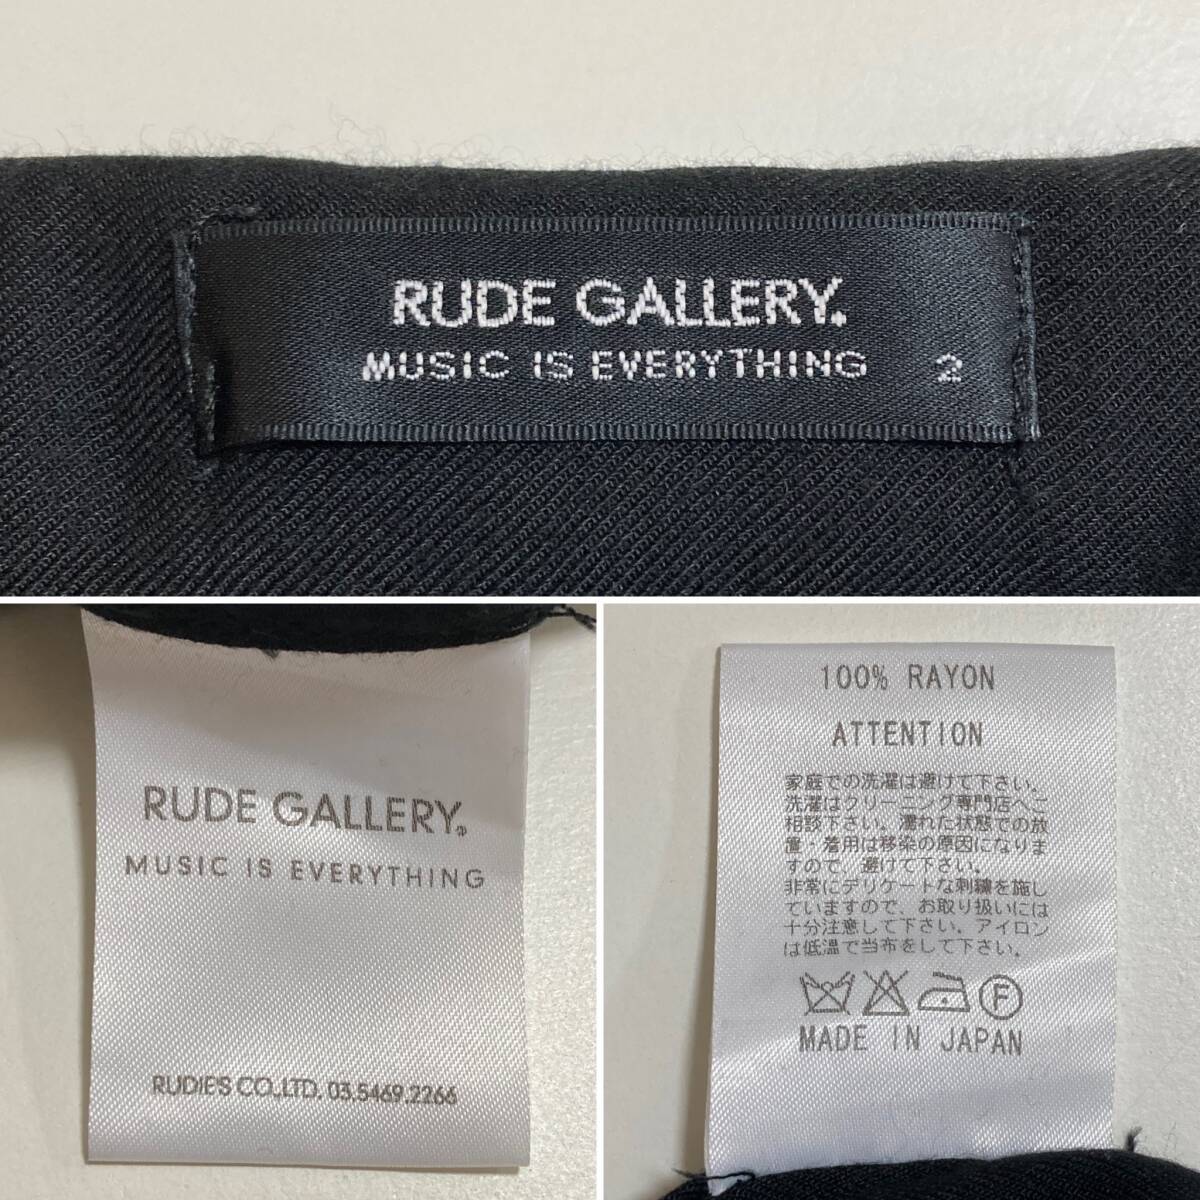 RUDE GALLERY.
MUSIC IS EVERYTHING 2
RUDE GALLERY.
MUSIC IS EVERYTHING
RUDIE'S CO.,LTD. 03.5469.2266
100% RAYON
ATTENTION
家庭での洗濯は避けて下さい。
洗濯はクリーニング専門店へご
相談下さい。濡れた状態での放
置・着用は移染の原因になりま
すので、避けて下さい。
非常にデリケートな刺繍を施し
ていますので、お取り扱いには
十分注意して下さい。アイロン
は低温で当布をして下さい。
F
MADE IN JAPAN